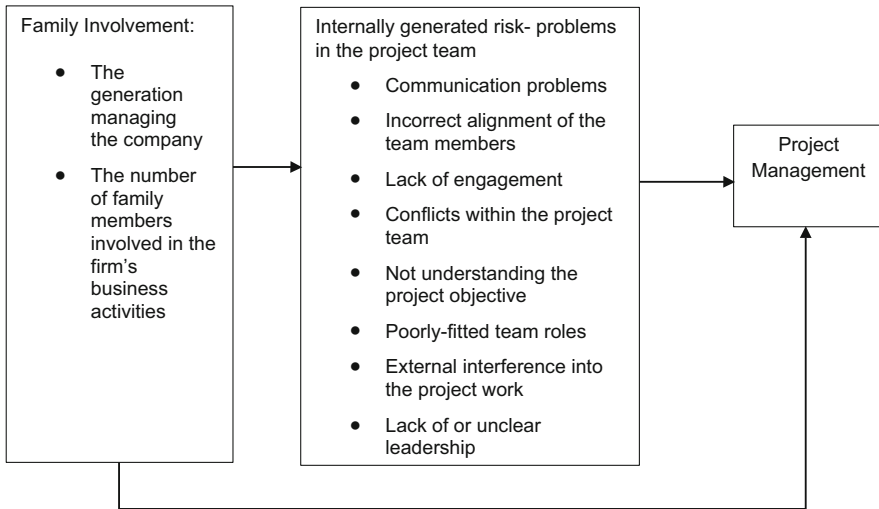 Family Involvement:
● The
generation
managing
the company
● The number
of family
members
involved in the
firm's
business
activities
Internally generated risk- problems
in the project team
● Communication problems
● Incorrect alignment of the
team members
● Lack of engagement
● Conflicts within the project
team
● Not understanding the
project objective
● Poorly-fitted team roles
● External interference into
the project work
● Lack of or unclear
leadership
Project
Management